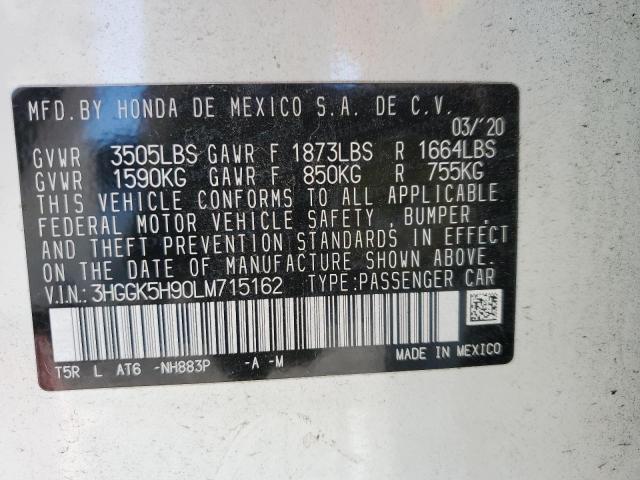 MFD. BY HONDA DE MEXICO S.A. DE C.V.
03/'20
GVWR 3505LBS GAWR F 1873LBS R 1664LBS
GVWR 1590KG GAWR F 850KG R 755KG
THIS VEHICLE CONFORMS TO ALL APPLICABLE
FEDERAL MOTOR VEHICLE SAFETY , BUMPER ,
AND THEFT PREVENTION STANDARDS IN EFFECT
ON THE DATE OF MANUFACTURE SHOWN ABOVE.
V.I.N.: 3HGGK5H90LM715162 TYPE:PASSENGER CAR
T5R L AT6 -NH883P -A -M MADE IN MEXICO